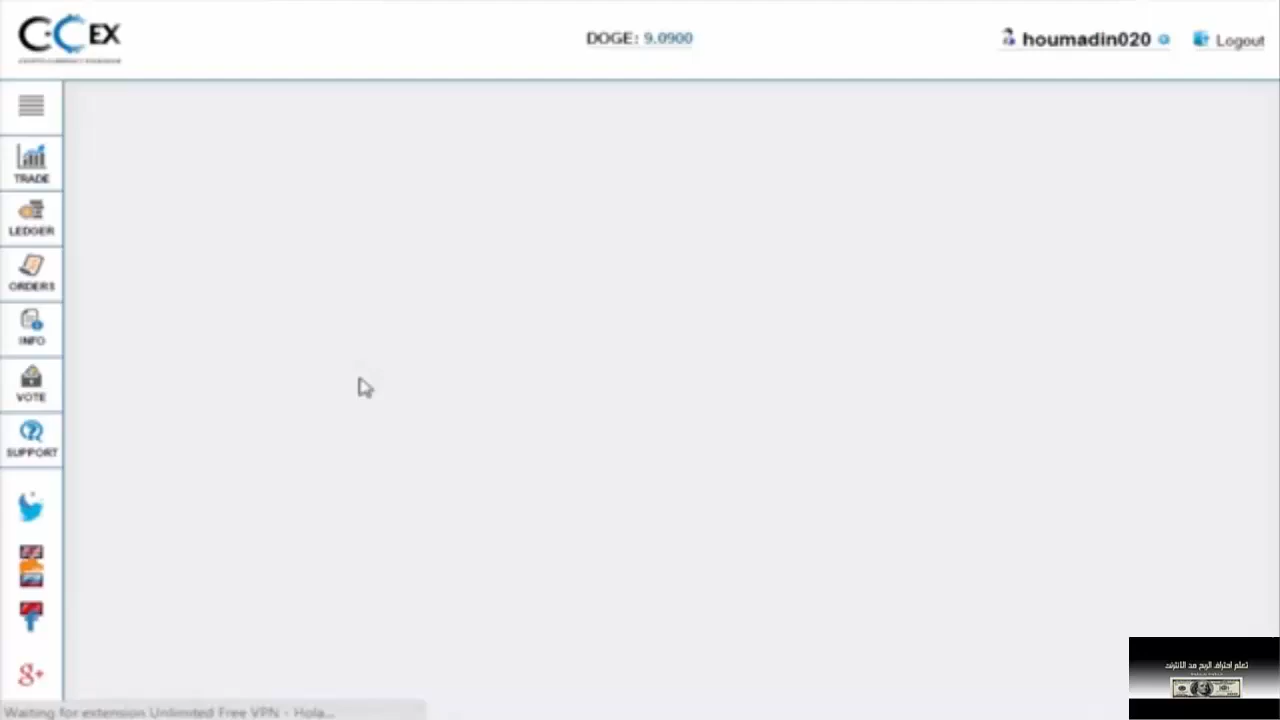 C-CEX
DOGE: 9.0900
houmadin020
Logout
TRADE
LEDGER
ORDERS
INFO
VOTE
SUPPORT
g+
تعلم احتراف الربح من الانترنت
Waiting for extension Unlimited Free VPN - Hola...